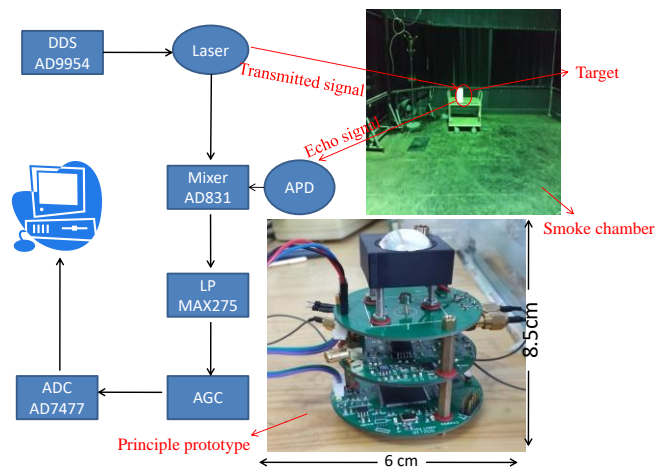 DDS
AD9954
Laser
Transmitted signal
Target
Echo signal
Mixer
AD831
APD
Smoke chamber
LP
MAX275
8.5cm
ADC
AD7477
AGC
Principle prototype
6 cm